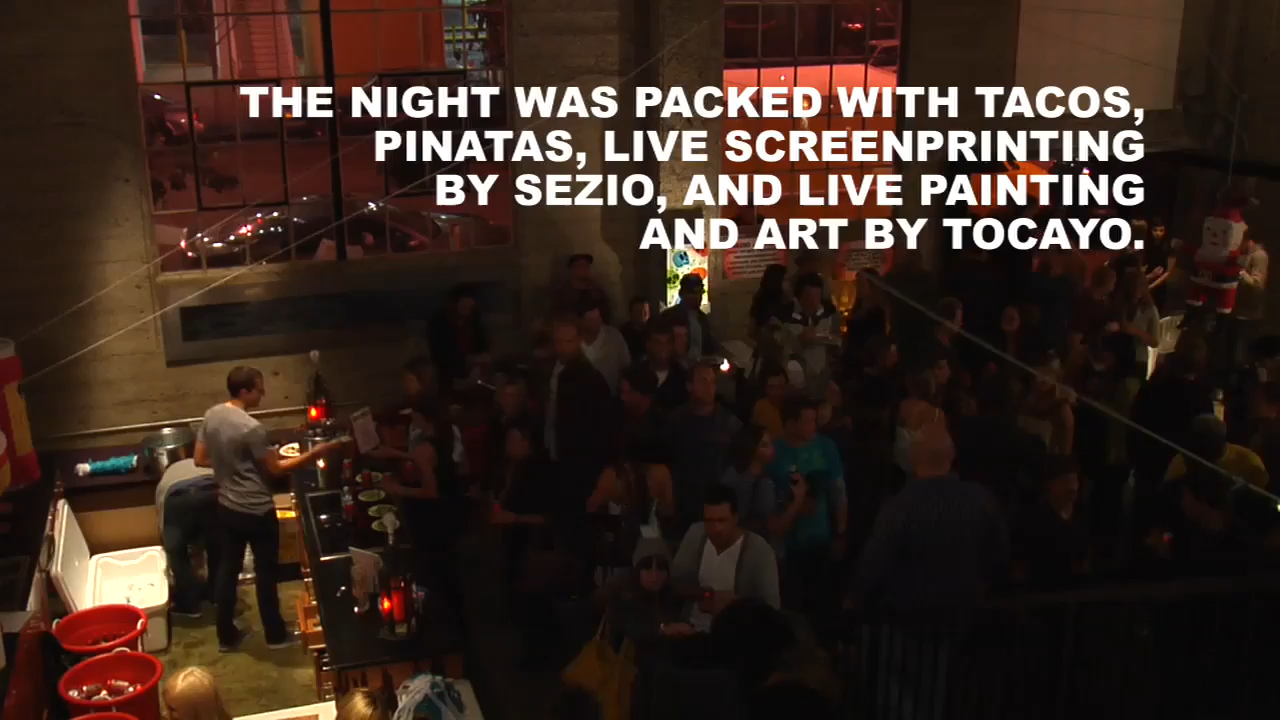 THE NIGHT WAS PACKED WITH TACOS,
PINATAS, LIVE SCREENPRINTING
BY SEZIO, AND LIVE PAINTING
AND ART BY TOCAYO.